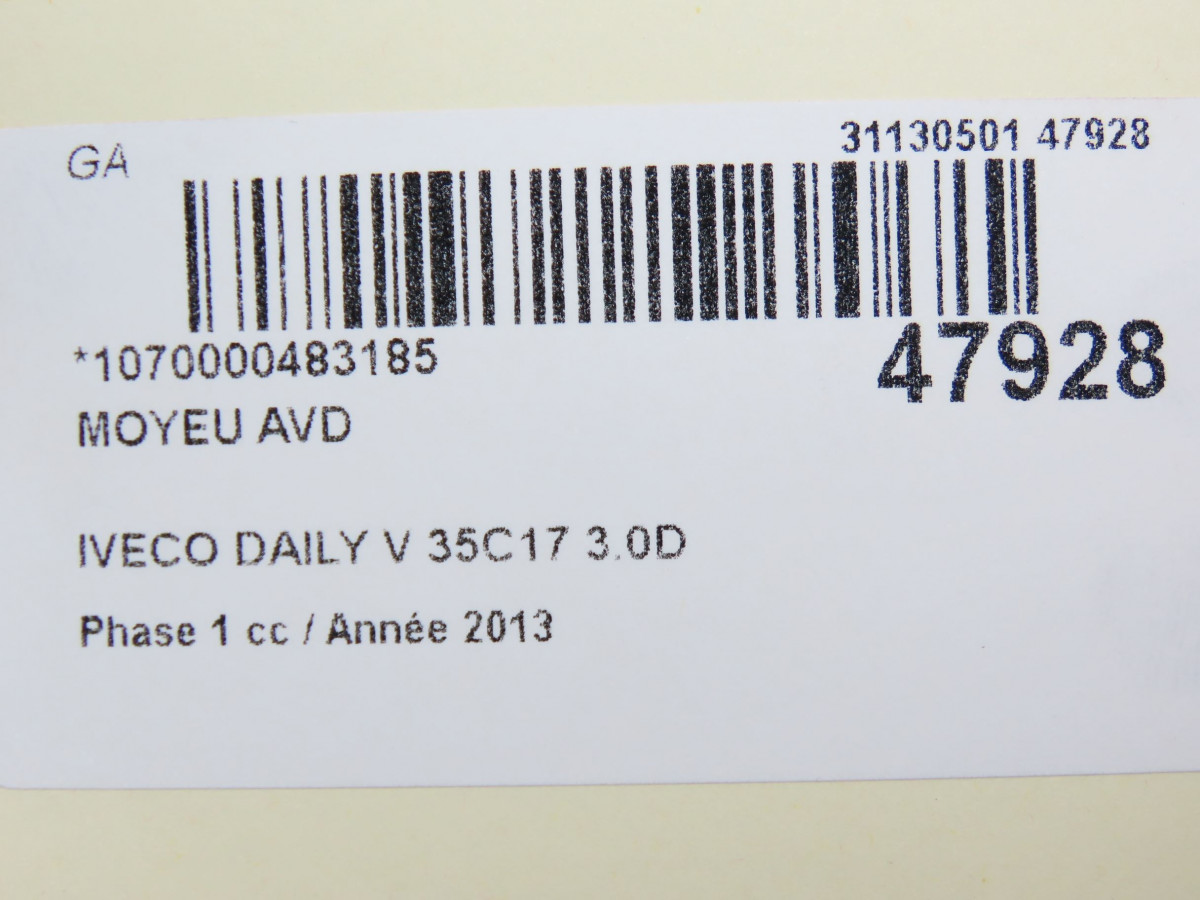 GA
31130501 47928
*1070000483185
47928
MOYEU AVD
IVECO DAILY V 35C17 3.0D
Phase 1 cc / Année 2013